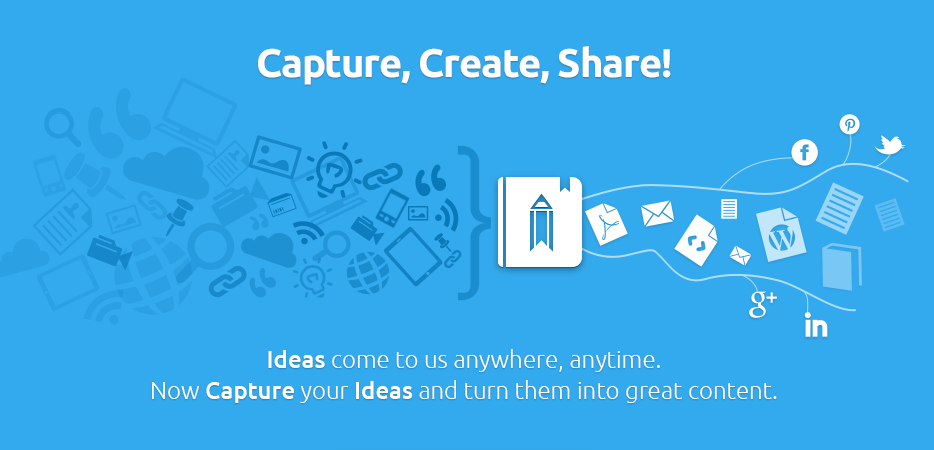 Capture, Create, Share!
Ideas come to us anywhere, anytime.
Now Capture your Ideas and turn them into great content.